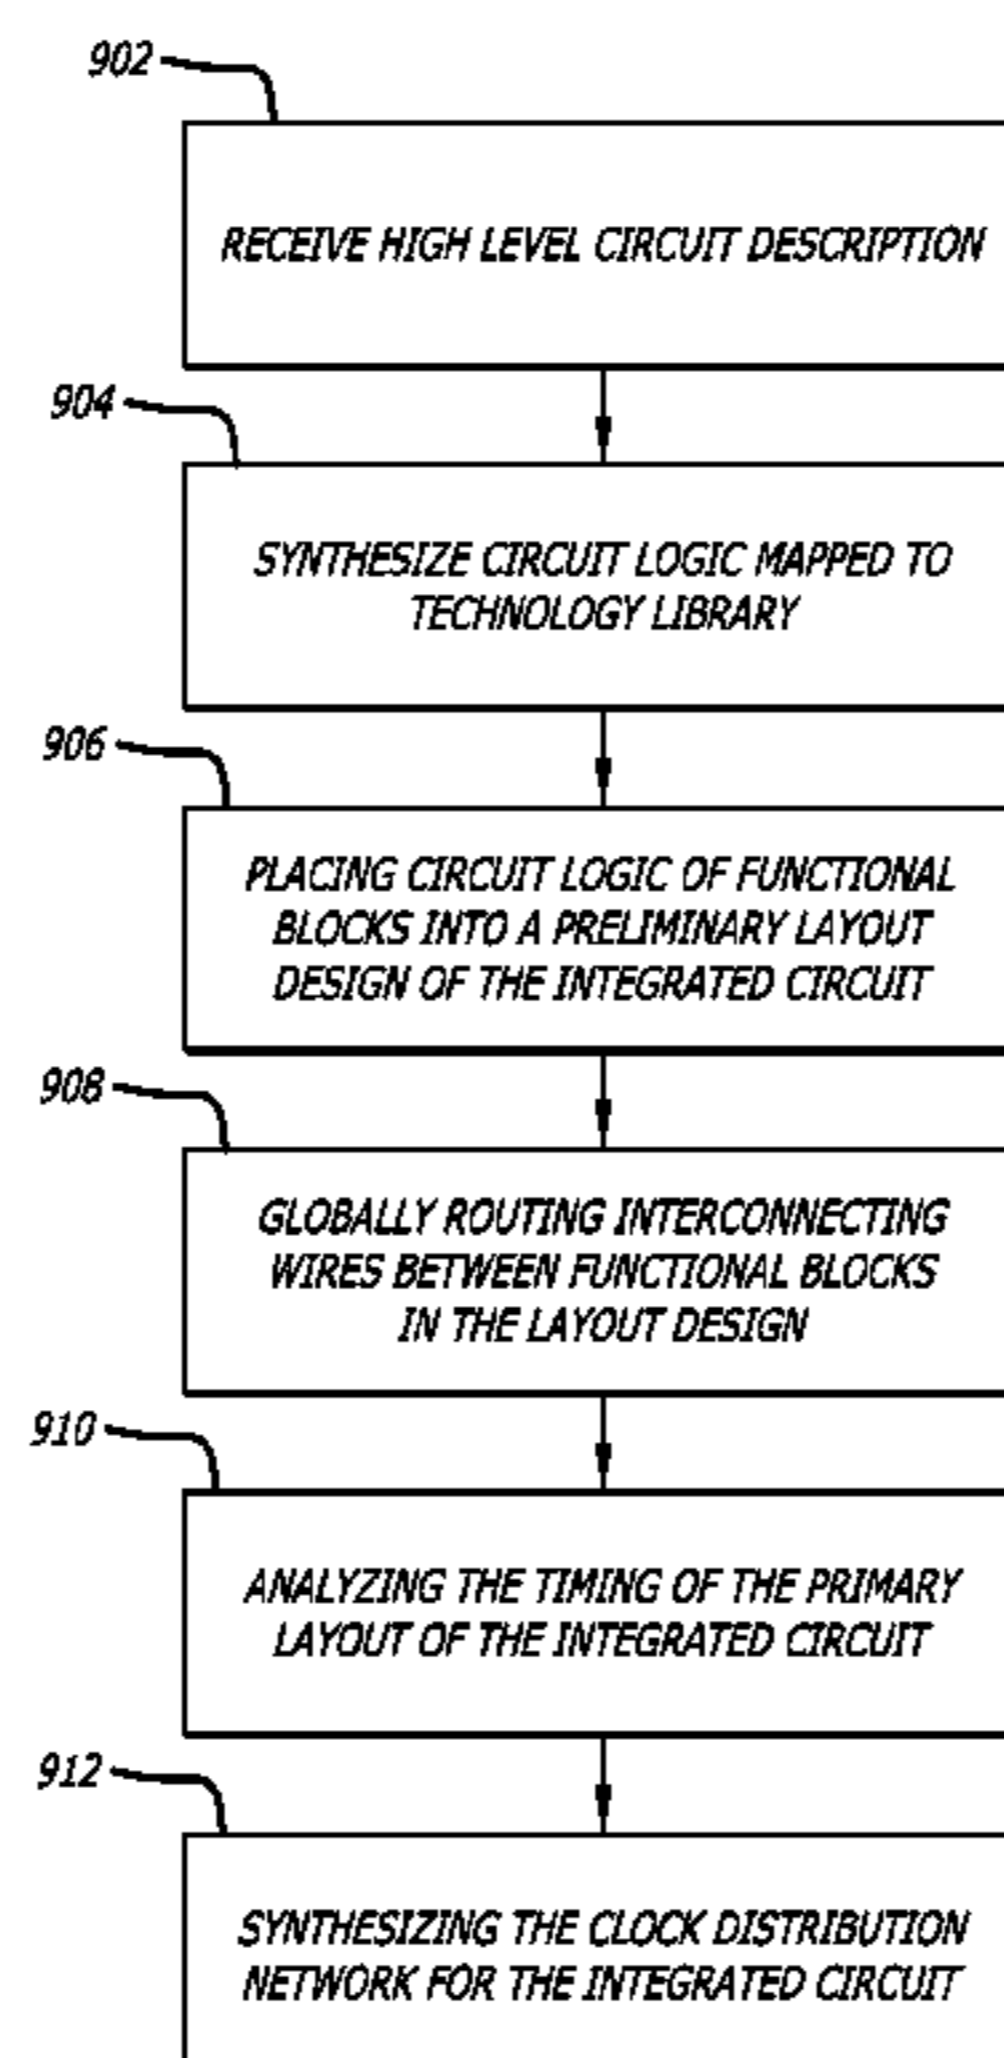 902
RECEIVE HIGH LEVEL CIRCUIT DESCRIPTION
904
SYNTHESIZE CIRCUIT LOGIC MAPPED TO
TECHNOLOGY LIBRARY
906
PLACING CIRCUIT LOGIC OF FUNCTIONAL
BLOCKS INTO A PRELIMINARY LAYOUT
DESIGN OF THE INTEGRATED CIRCUIT
908
GLOBALLY ROUTING INTERCONNECTING
WIRES BETWEEN FUNCTIONAL BLOCKS
IN THE LAYOUT DESIGN
910
ANALYZING THE TIMING OF THE PRIMARY
LAYOUT OF THE INTEGRATED CIRCUIT
912
SYNTHESIZING THE CLOCK DISTRIBUTION
NETWORK FOR THE INTEGRATED CIRCUIT